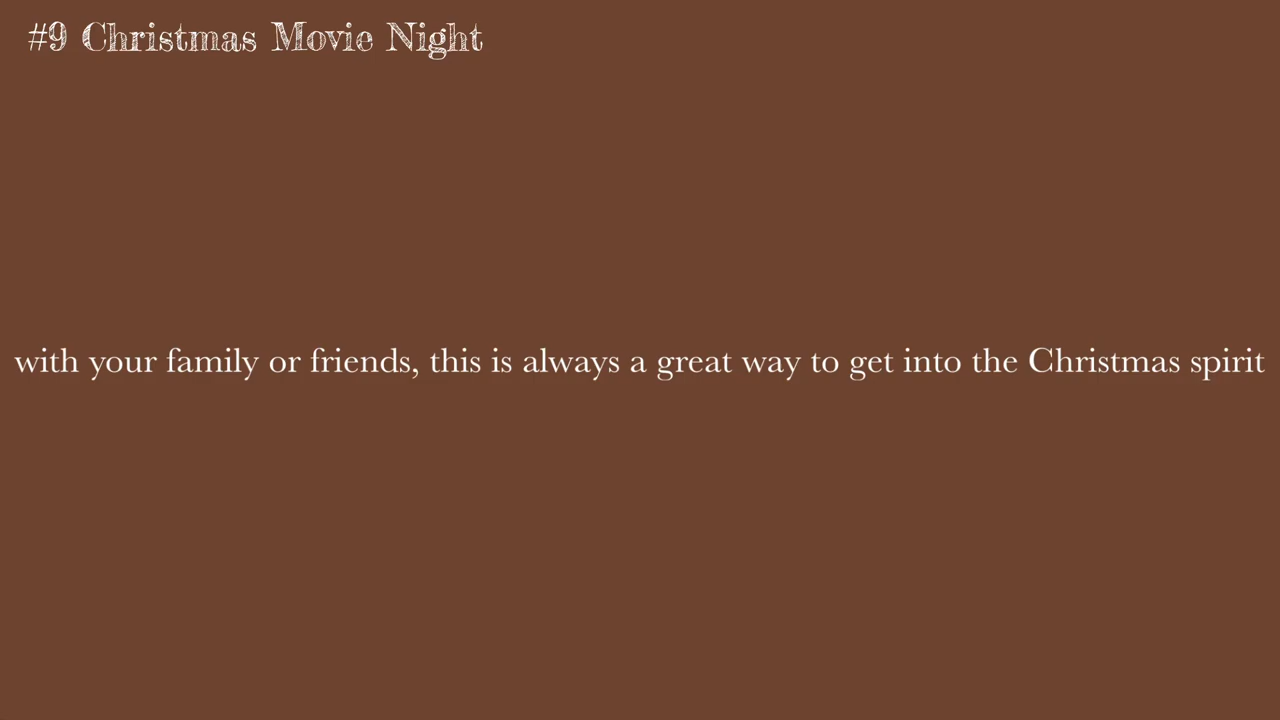 #9 Christmas Movie Night
with your family or friends, this is always a great way to get into the Christmas spirit